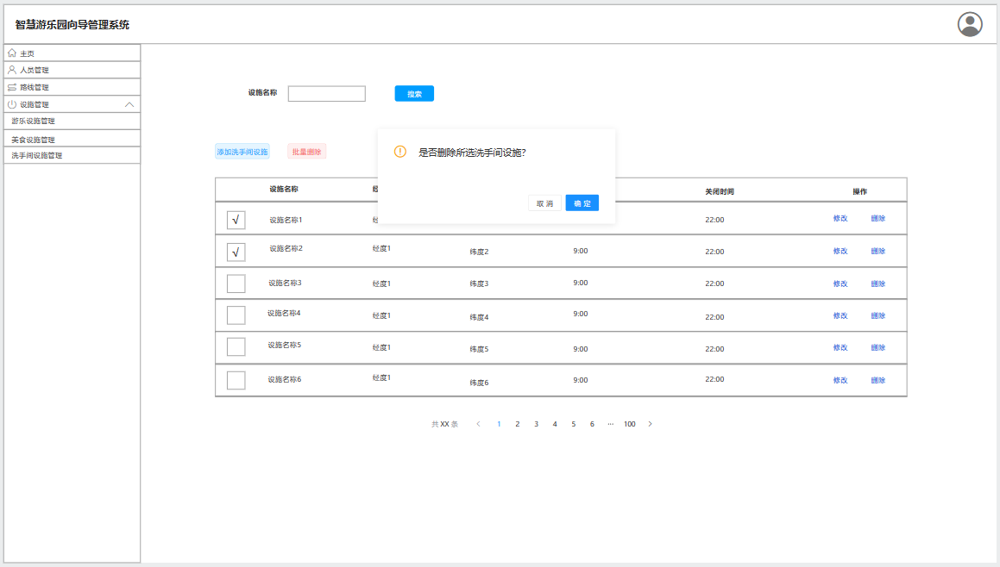 智慧游乐园向导管理系统
主页
人员管理
路线管理
设施管理
游乐设施管理
美食设施管理
洗手间设施管理
设施名称 搜索
添加洗手间设施 批量删除
是否删除所选洗手间设施?
取 消 确 定
设施名称 关闭时间 操作
√ 设施名称1 22:00 修改 删除
√ 设施名称2 经度1 纬度2 9:00 22:00 修改 删除
设施名称3 经度1 纬度3 9:00 22:00 修改 删除
设施名称4 经度1 纬度4 9:00 22:00 修改 删除
设施名称5 经度1 纬度5 9:00 22:00 修改 删除
设施名称6 经度1 纬度6 9:00 22:00 修改 删除
共 XX 条 < 1 2 3 4 5 6 ··· 100 >